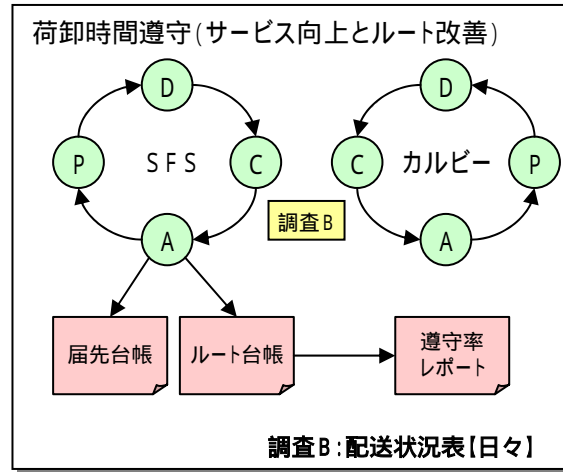 荷卸時間遵守(サービス向上とルート改善)
D
D
P
SFS
C
C
カルビー
P
調査B
A
A
届先台帳
ルート台帳
遵守率
レポート
調査B:配送状況表【日々】